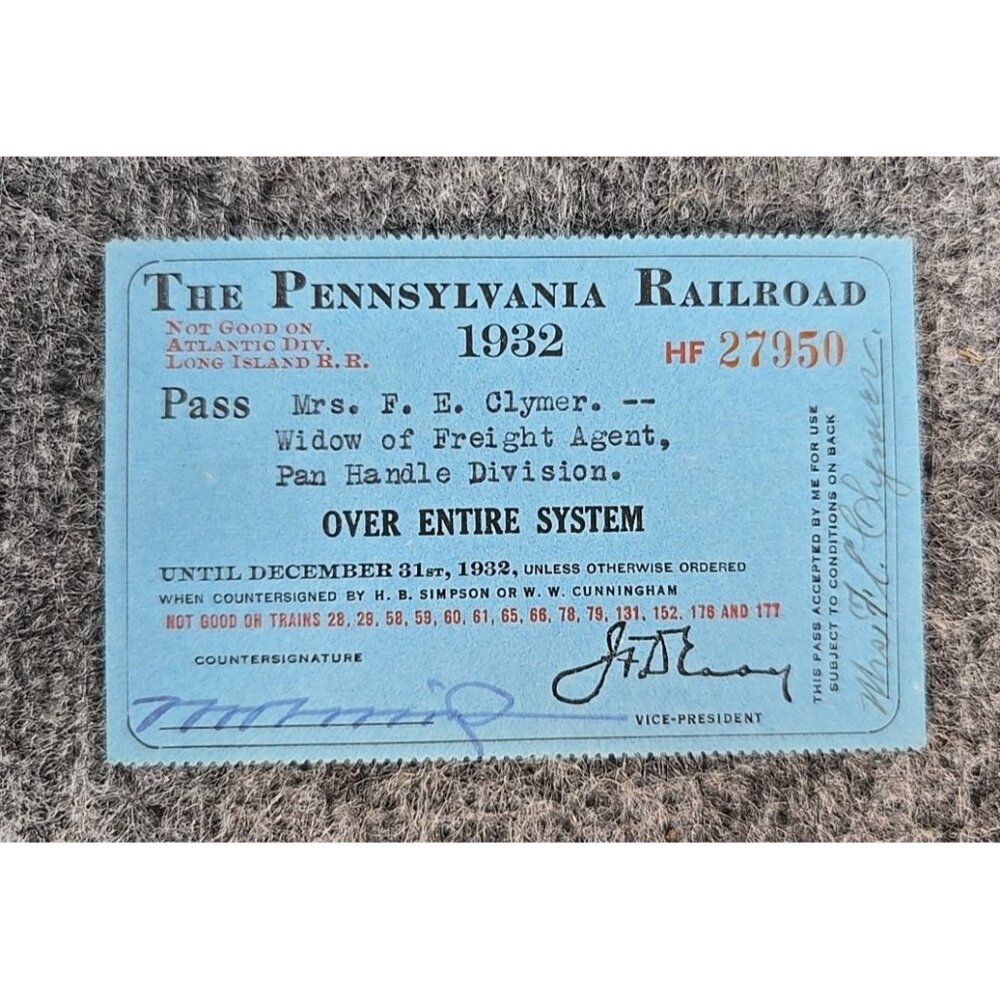 THE PENNSYLVANIA RAILROAD
NOT GOOD ON
ATLANTIC DIV.
LONG ISLAND R. R.
1932
HF 27950
Pass Mrs. F. E. Clymer. --
Widow of Freight Agent,
Pan Handle Division.
OVER ENTIRE SYSTEM
UNTIL DECEMBER 31ST, 1932, UNLESS OTHERWISE ORDERED
WHEN COUNTERSIGNED BY H. B. SIMPSON OR W. W. CUNNINGHAM
NOT GOOD ON TRAINS 28, 29, 58, 59, 60, 61, 65, 66, 78, 79, 131, 152, 176 AND 177
COUNTERSIGNATURE
VICE-PRESIDENT
THIS PASS ACCEPTED BY ME FOR USE
SUBJECT TO CONDITIONS ON BACK
Mrs. F. E. Clymer.